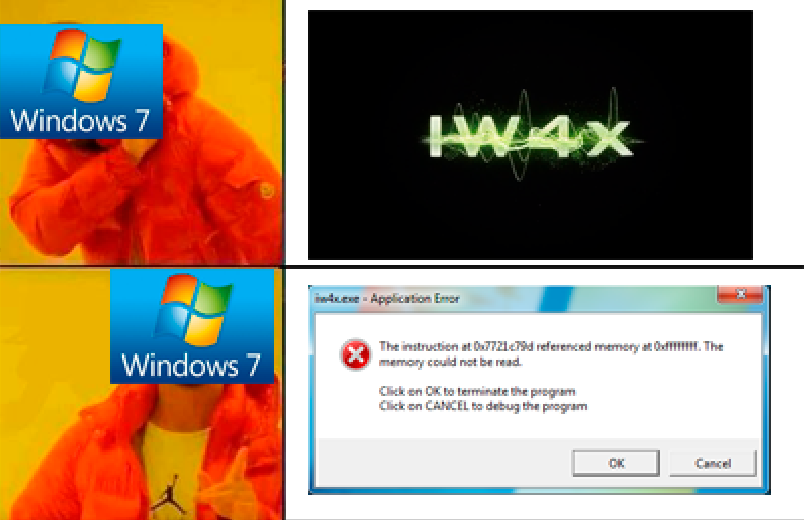 Windows 7
IW4x
Windows 7
iw4x.exe - Application Error
The instruction at 0x7721c79d referenced memory at 0xffffffff. The
memory could not be read.
Click on OK to terminate the program
Click on CANCEL to debug the program
OK
Cancel